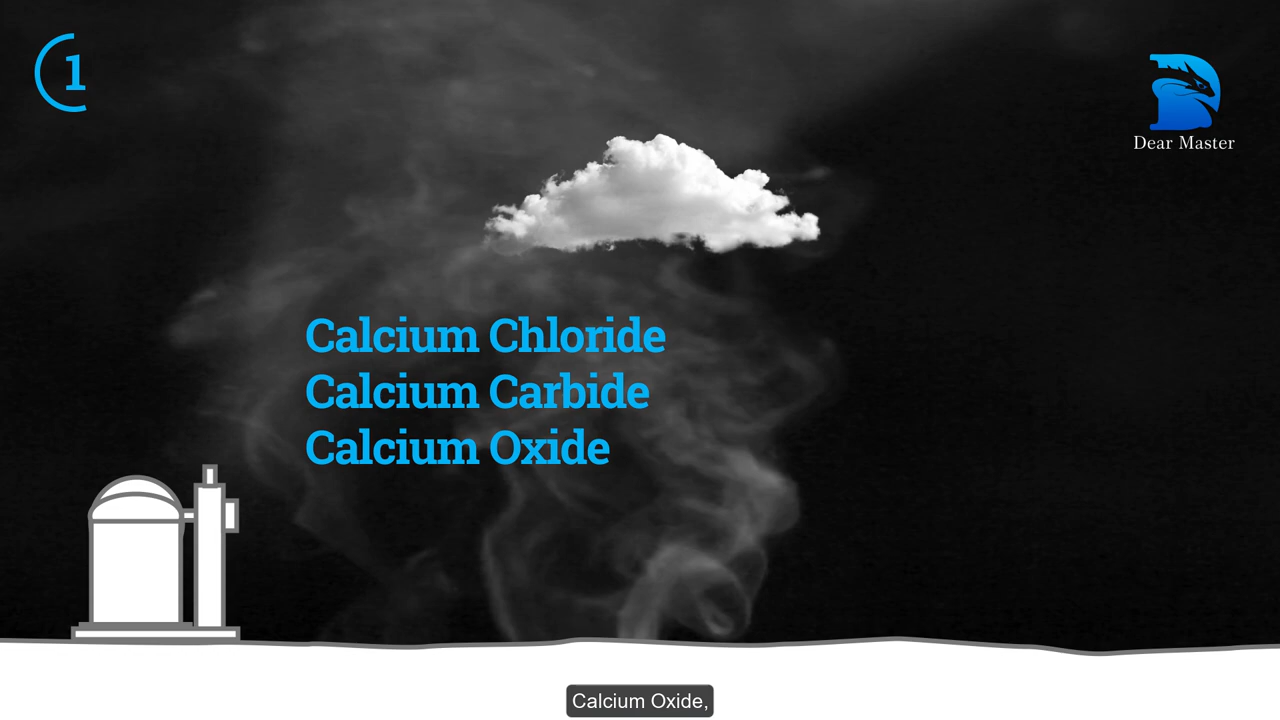 1
Dear Master
Calcium Chloride
Calcium Carbide
Calcium Oxide
Calcium Oxide,